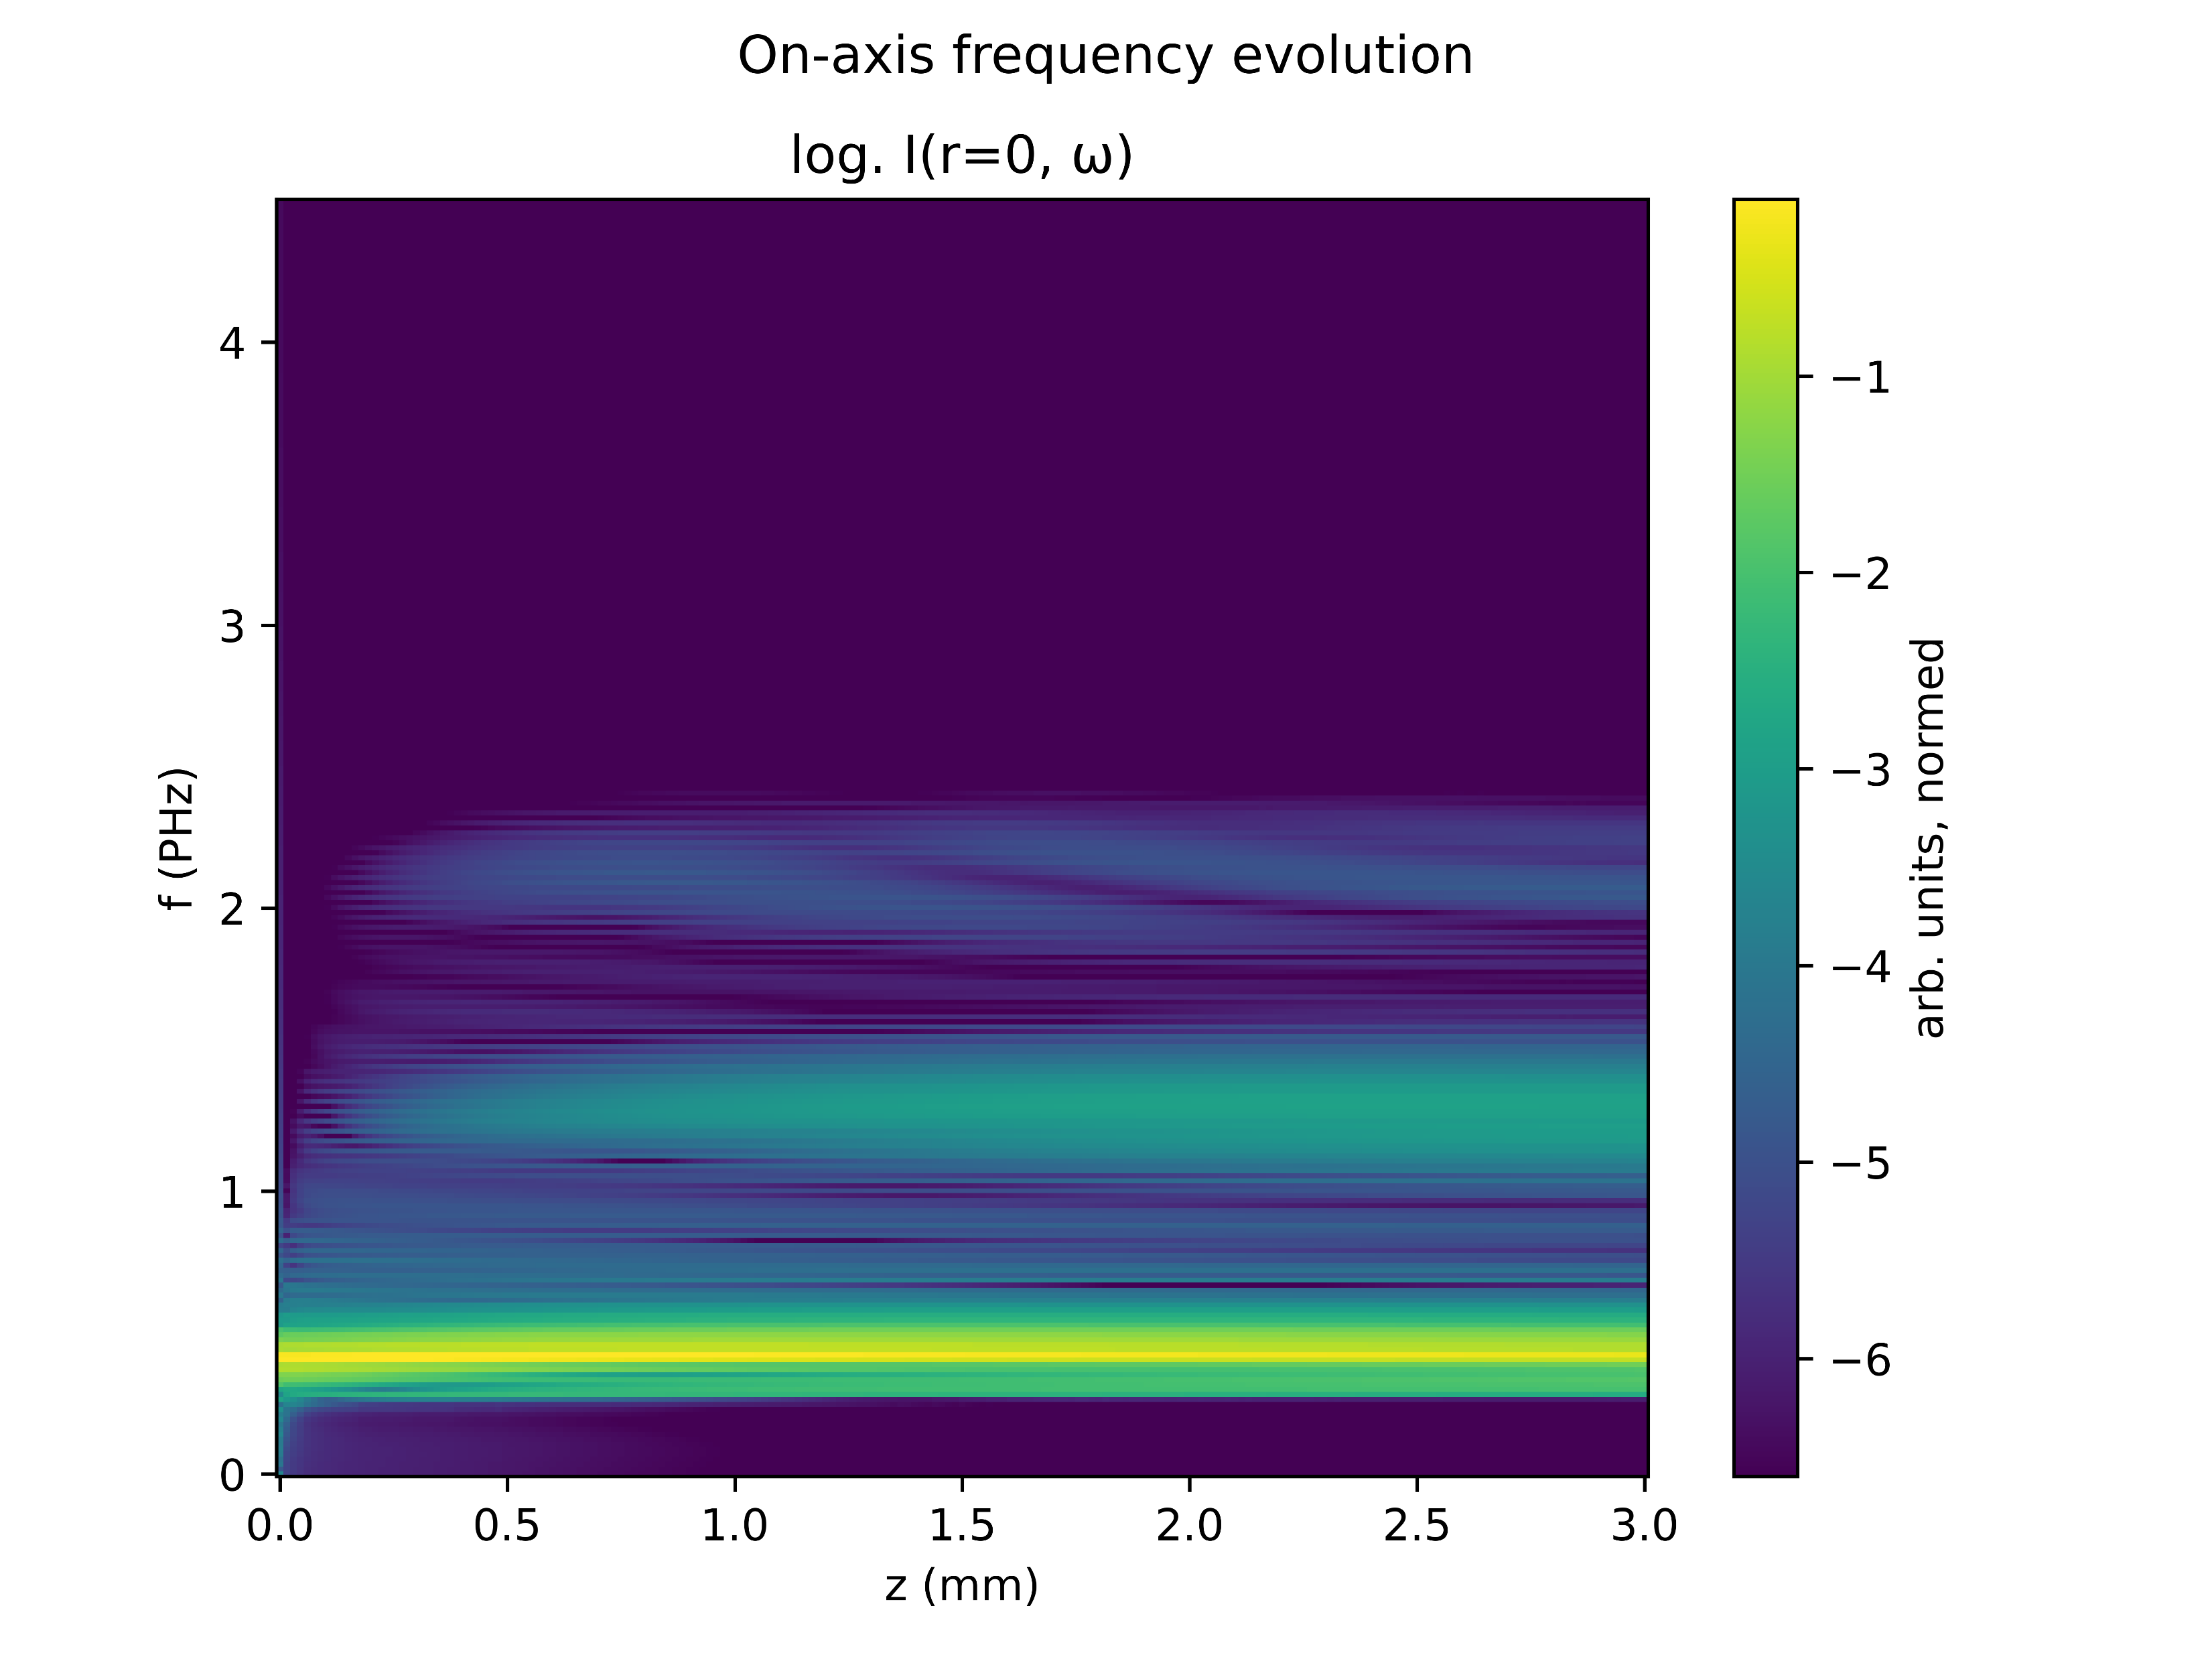 On-axis frequency evolution
log. I(r=0, ω)
f (PHz)
4
3
2
1
0
0.0 0.5 1.0 1.5 2.0 2.5 3.0
z (mm)
−1
−2
−3
−4
−5
−6
arb. units, normed